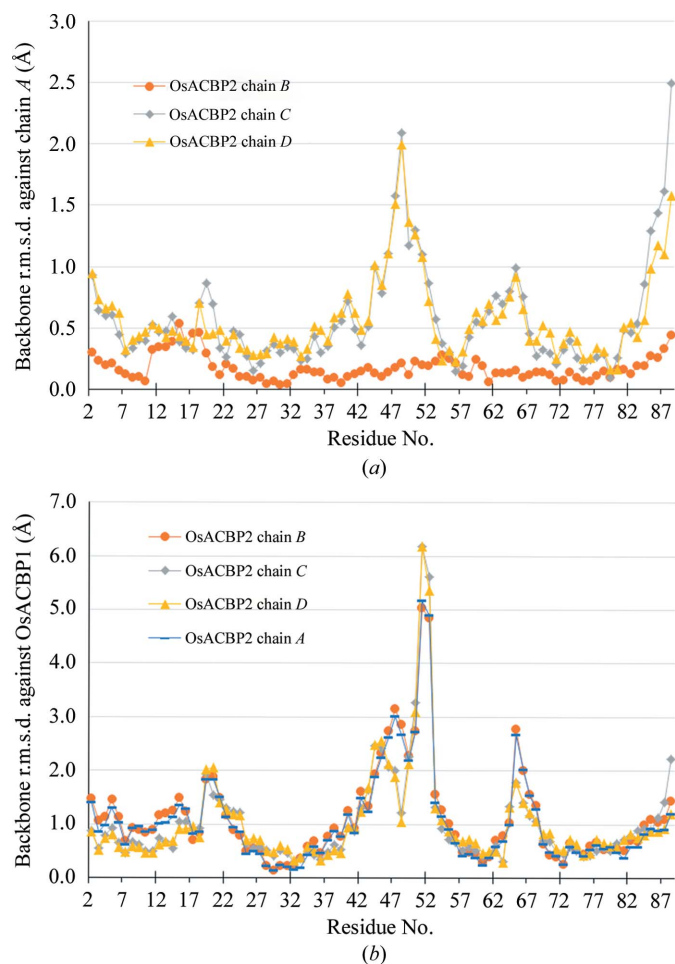 3.0
2.5
2.0
1.5
1.0
0.5
0.0
Backbone r.m.s.d. against chain A (Å)
OsACBP2 chain B
OsACBP2 chain C
OsACBP2 chain D
2 7 12 17 22 27 32 37 42 47 52 57 62 67 72 77 82 87
Residue No.
(a)
7.0
6.0
5.0
4.0
3.0
2.0
1.0
0.0
Backbone r.m.s.d. against OsACBP1 (Å)
OsACBP2 chain B
OsACBP2 chain C
OsACBP2 chain D
OsACBP2 chain A
2 7 12 17 22 27 32 37 42 47 52 57 62 67 72 77 82 87
Residue No.
(b)